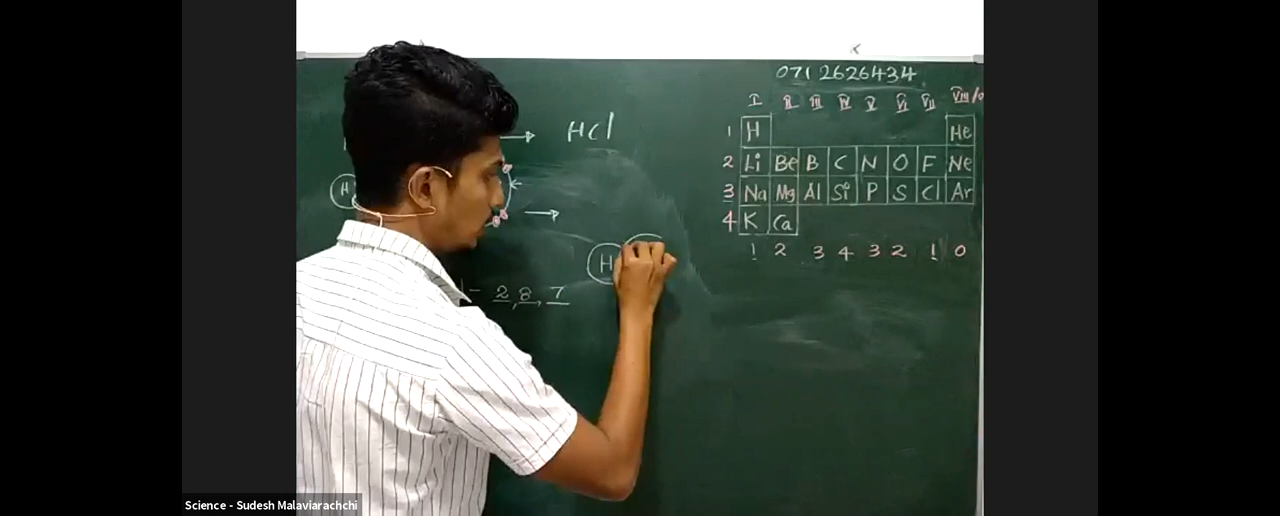 071 2626434
I II III IV V VI VII VIII/0
HCl
1 H He
2 Li Be B C N O F Ne
3 Na Mg Al Si P S Cl Ar
4 K Ca
1 2 3 4 3 2 1 0
H
H
2, 8, 7
Science - Sudesh Malaviarachchi